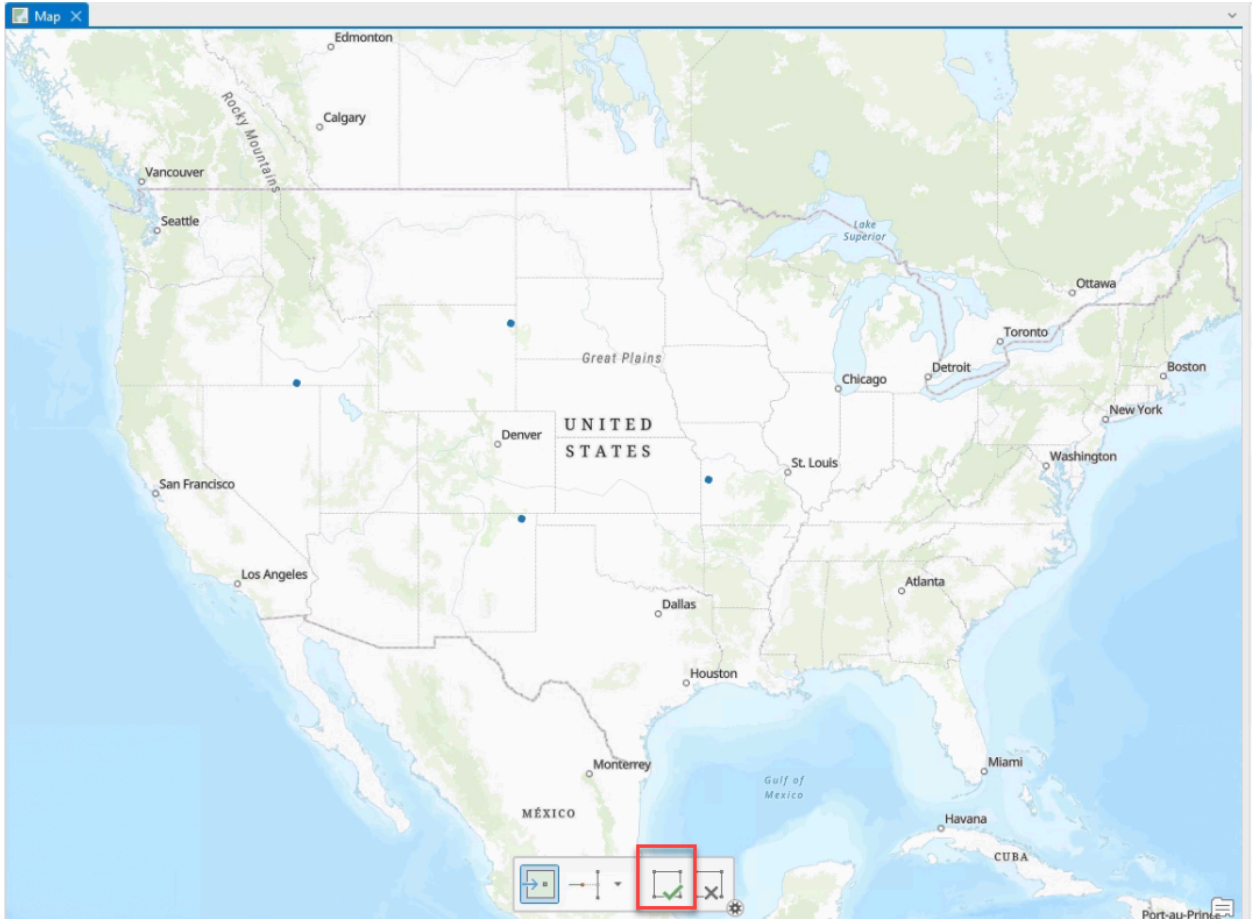 Map
Edmonton
Rocky Mountains
Calgary
Vancouver
Seattle
Lake
Superior
Ottawa
Toronto
Great Plains
Detroit
Boston
Chicago
New York
UNITED
STATES
Denver
Washington
St. Louis
San Francisco
Los Angeles
Atlanta
Dallas
Houston
Monterrey
Miami
Gulf of
Mexico
MÉXICO
Havana
CUBA
Port-au-Prince